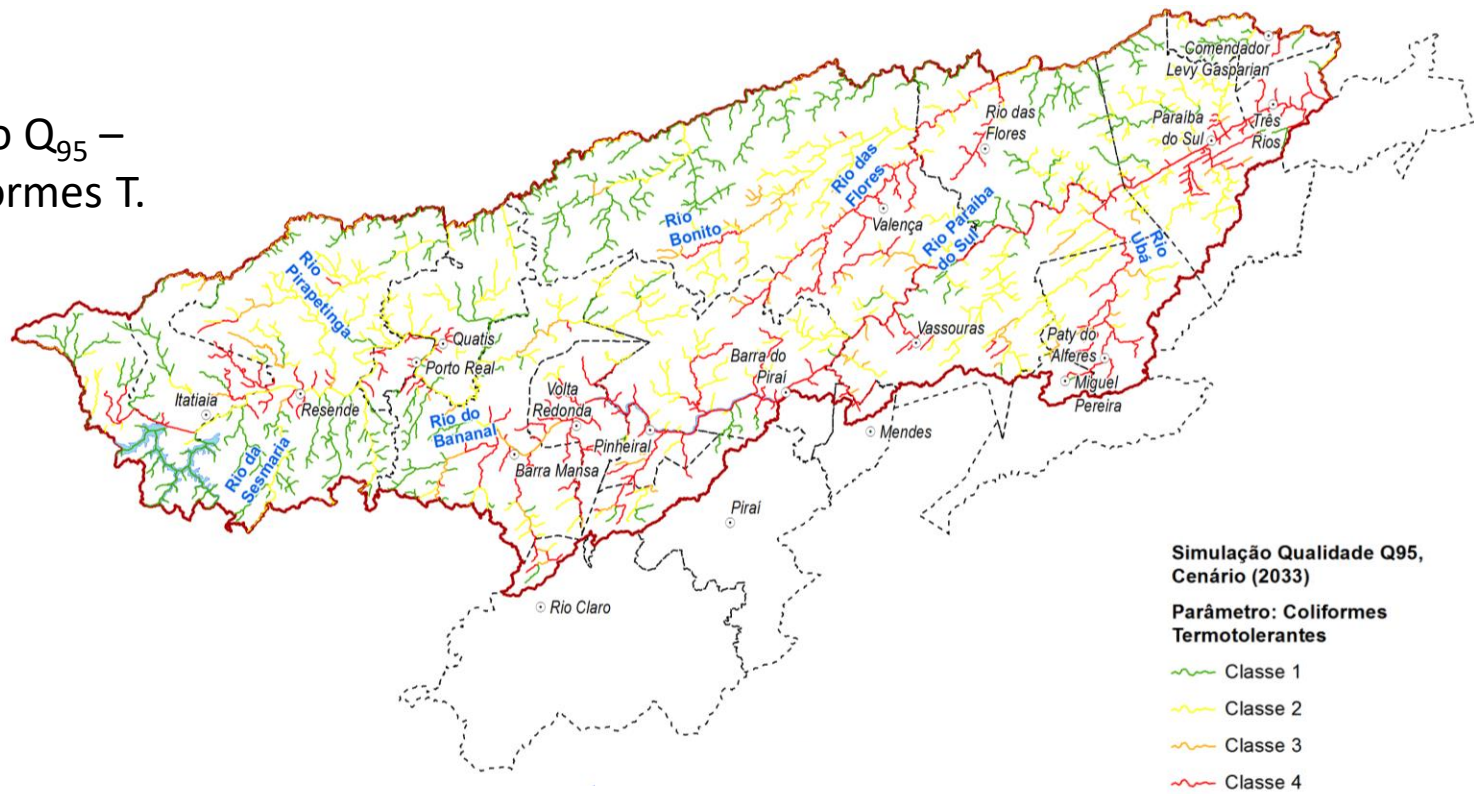 o Q95 –
ormes T.
Comendador
Levy Gasparian
Rio das
Flores
Paraíba
do Sul
Três
Rios
Rio das
Flores
Valença
Rio
Bonito
Rio Paraíba
do Sul
Rio
Ubá
Rio
Pirapetinga
Quatis
Porto Real
Itatiaia
Resende
Rio da
Sesmaria
Rio do
Bananal
Volta
Redonda
Barra Mansa
Pinheiral
Barra do
Piraí
Vassouras
Paty do
Alferes
Miguel
Pereira
Mendes
Piraí
Rio Claro
Simulação Qualidade Q95,
Cenário (2033)
Parâmetro: Coliformes
Termotolerantes
Classe 1
Classe 2
Classe 3
Classe 4